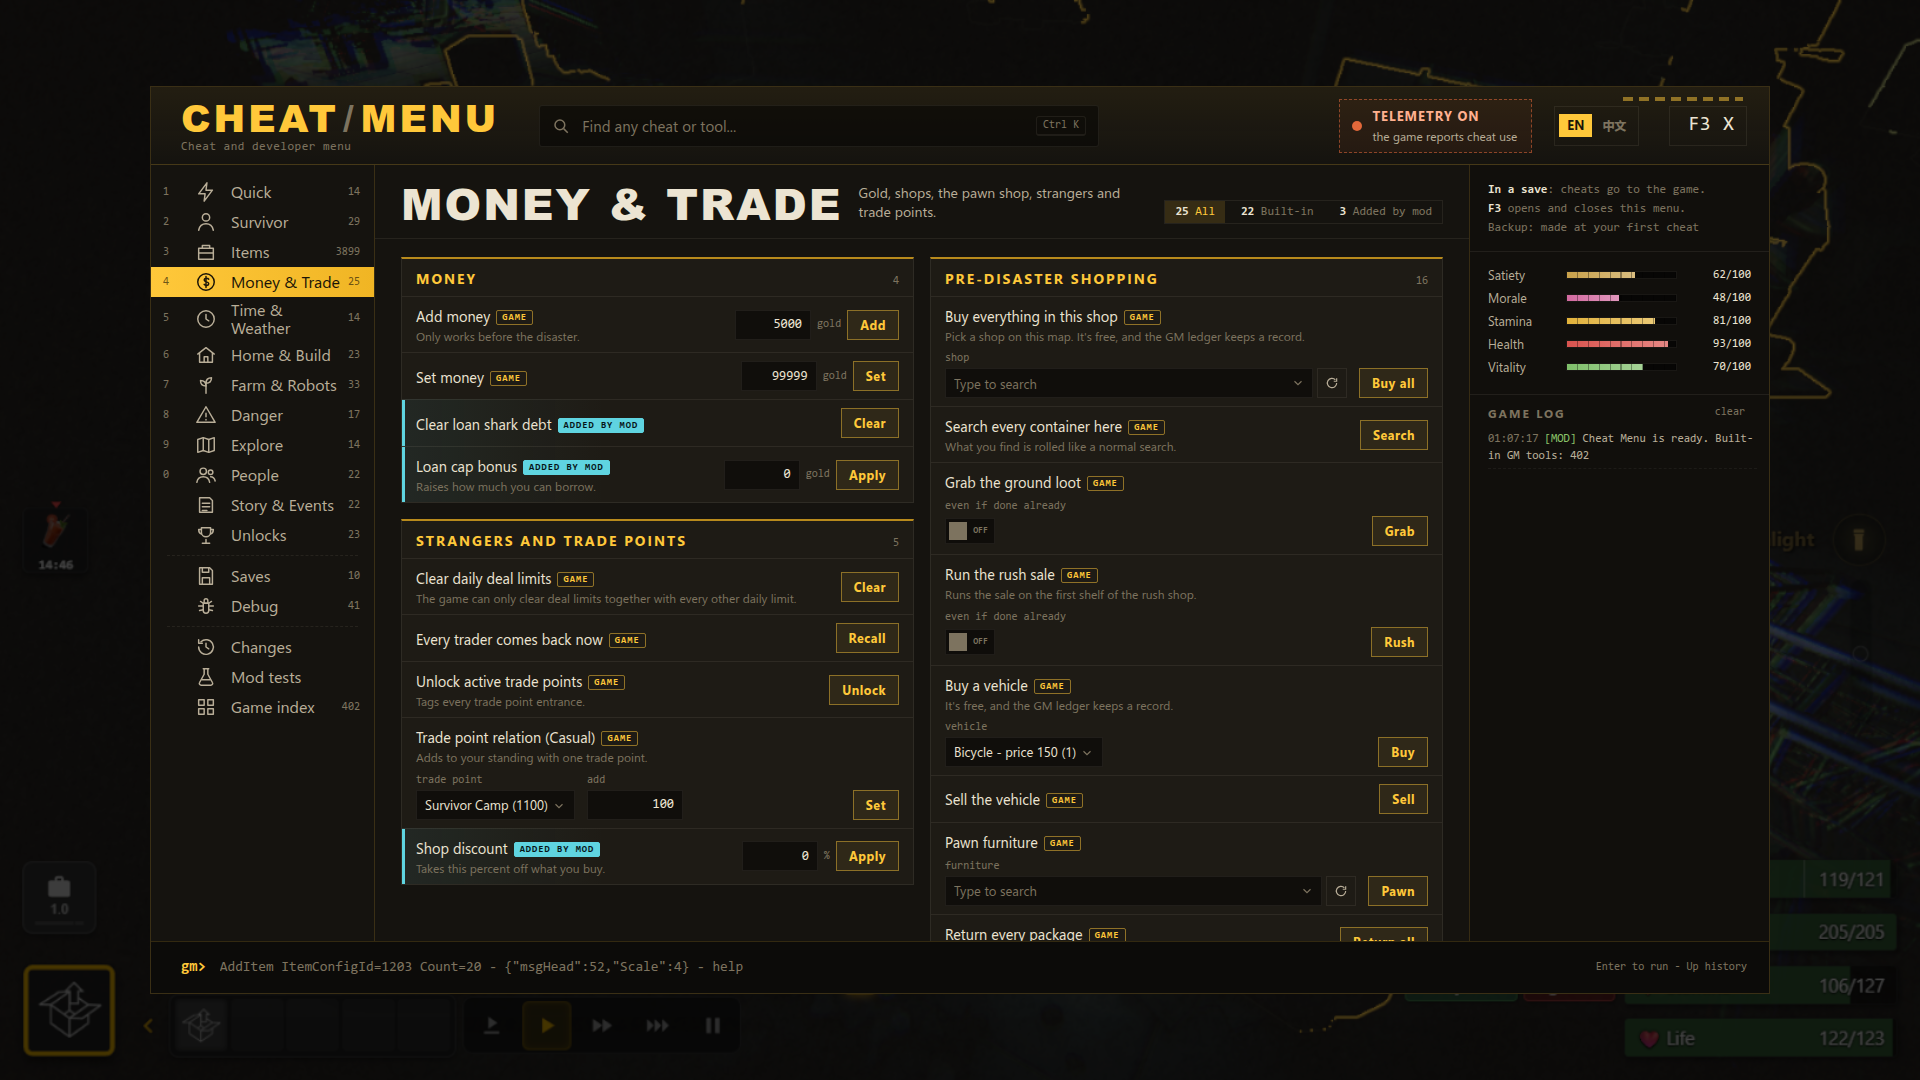 CHEAT/MENU
Cheat and developer menu
Find any cheat or tool...
Ctrl K
TELEMETRY ON
the game reports cheat use
EN 中文
F3 X
1 Quick 14
2 Survivor 29
3 Items 3899
4 Money & Trade 25
5 Time & Weather 14
6 Home & Build 23
7 Farm & Robots 33
8 Danger 17
9 Explore 14
0 People 22
Story & Events 22
Unlocks 23
Saves 10
Debug 41
Changes
Mod tests
Game index 402
MONEY & TRADE
Gold, shops, the pawn shop, strangers and
trade points.
25 All 22 Built-in 3 Added by mod
MONEY 4
Add money GAME
Only works before the disaster.
5000 gold Add
Set money GAME
99999 gold Set
Clear loan shark debt ADDED BY MOD
Clear
Loan cap bonus ADDED BY MOD
Raises how much you can borrow.
0 gold Apply
STRANGERS AND TRADE POINTS 5
Clear daily deal limits GAME
The game can only clear deal limits together with every other daily limit.
Clear
Every trader comes back now GAME
Recall
Unlock active trade points GAME
Tags every trade point entrance.
Unlock
Trade point relation (Casual) GAME
Adds to your standing with one trade point.
trade point add
Survivor Camp (1100) 100 Set
Shop discount ADDED BY MOD
Takes this percent off what you buy.
0 % Apply
PRE-DISASTER SHOPPING 16
Buy everything in this shop GAME
Pick a shop on this map. It's free, and the GM ledger keeps a record.
shop
Type to search
Buy all
Search every container here GAME
What you find is rolled like a normal search.
Search
Grab the ground loot GAME
even if done already
OFF
Grab
Run the rush sale GAME
Runs the sale on the first shelf of the rush shop.
even if done already
OFF
Rush
Buy a vehicle GAME
It's free, and the GM ledger keeps a record.
vehicle
Bicycle - price 150 (1)
Buy
Sell the vehicle GAME
Sell
Pawn furniture GAME
furniture
Type to search
Pawn
Return every package GAME
Return all
In a save: cheats go to the game.
F3 opens and closes this menu.
Backup: made at your first cheat
Satiety 62/100
Morale 48/100
Stamina 81/100
Health 93/100
Vitality 70/100
GAME LOG clear
01:07:17 [MOD] Cheat Menu is ready. Built-
in GM tools: 402
gm> AddItem ItemConfigId=1203 Count=20 - {"msgHead":52,"Scale":4} - help
Enter to run - Up history
14:46
1.0
light
119/121
205/205
106/127
Life 122/123